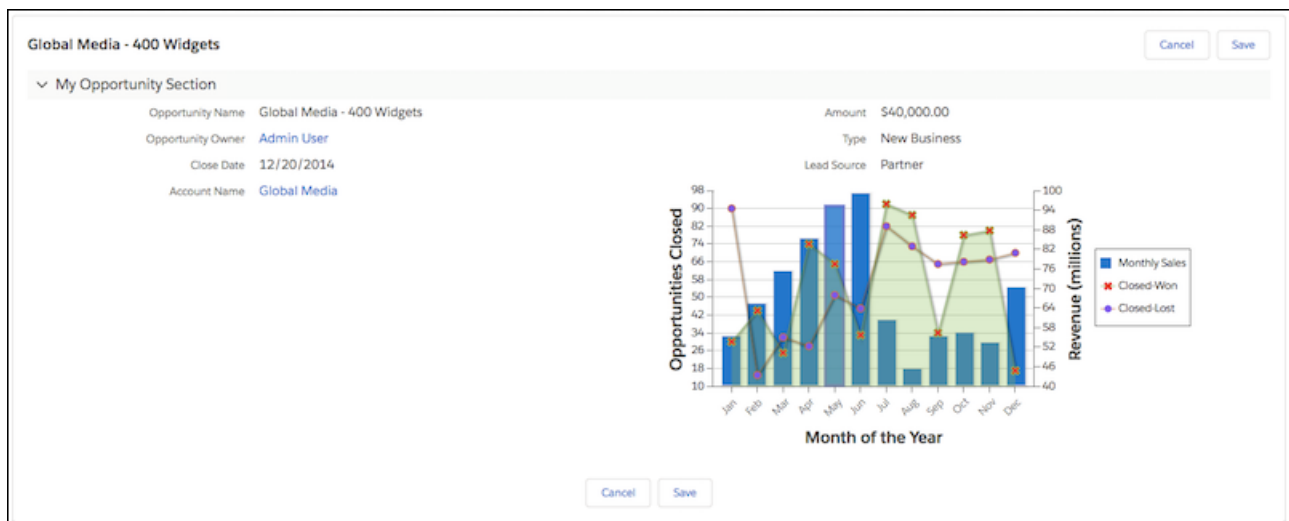 Global Media - 400 Widgets
Cancel Save
My Opportunity Section
Opportunity Name Global Media - 400 Widgets
Opportunity Owner Admin User
Close Date 12/20/2014
Account Name Global Media
Amount $40,000.00
Type New Business
Lead Source Partner
Opportunities Closed
98
90
82
74
66
58
50
42
34
26
18
10
100
94
88
82
76
70
64
58
52
46
40
Revenue (millions)
Jan Feb Mar Apr May Jun Jul Aug Sep Oct Nov Dec
Month of the Year
Monthly Sales
Closed-Won
Closed-Lost
Cancel Save